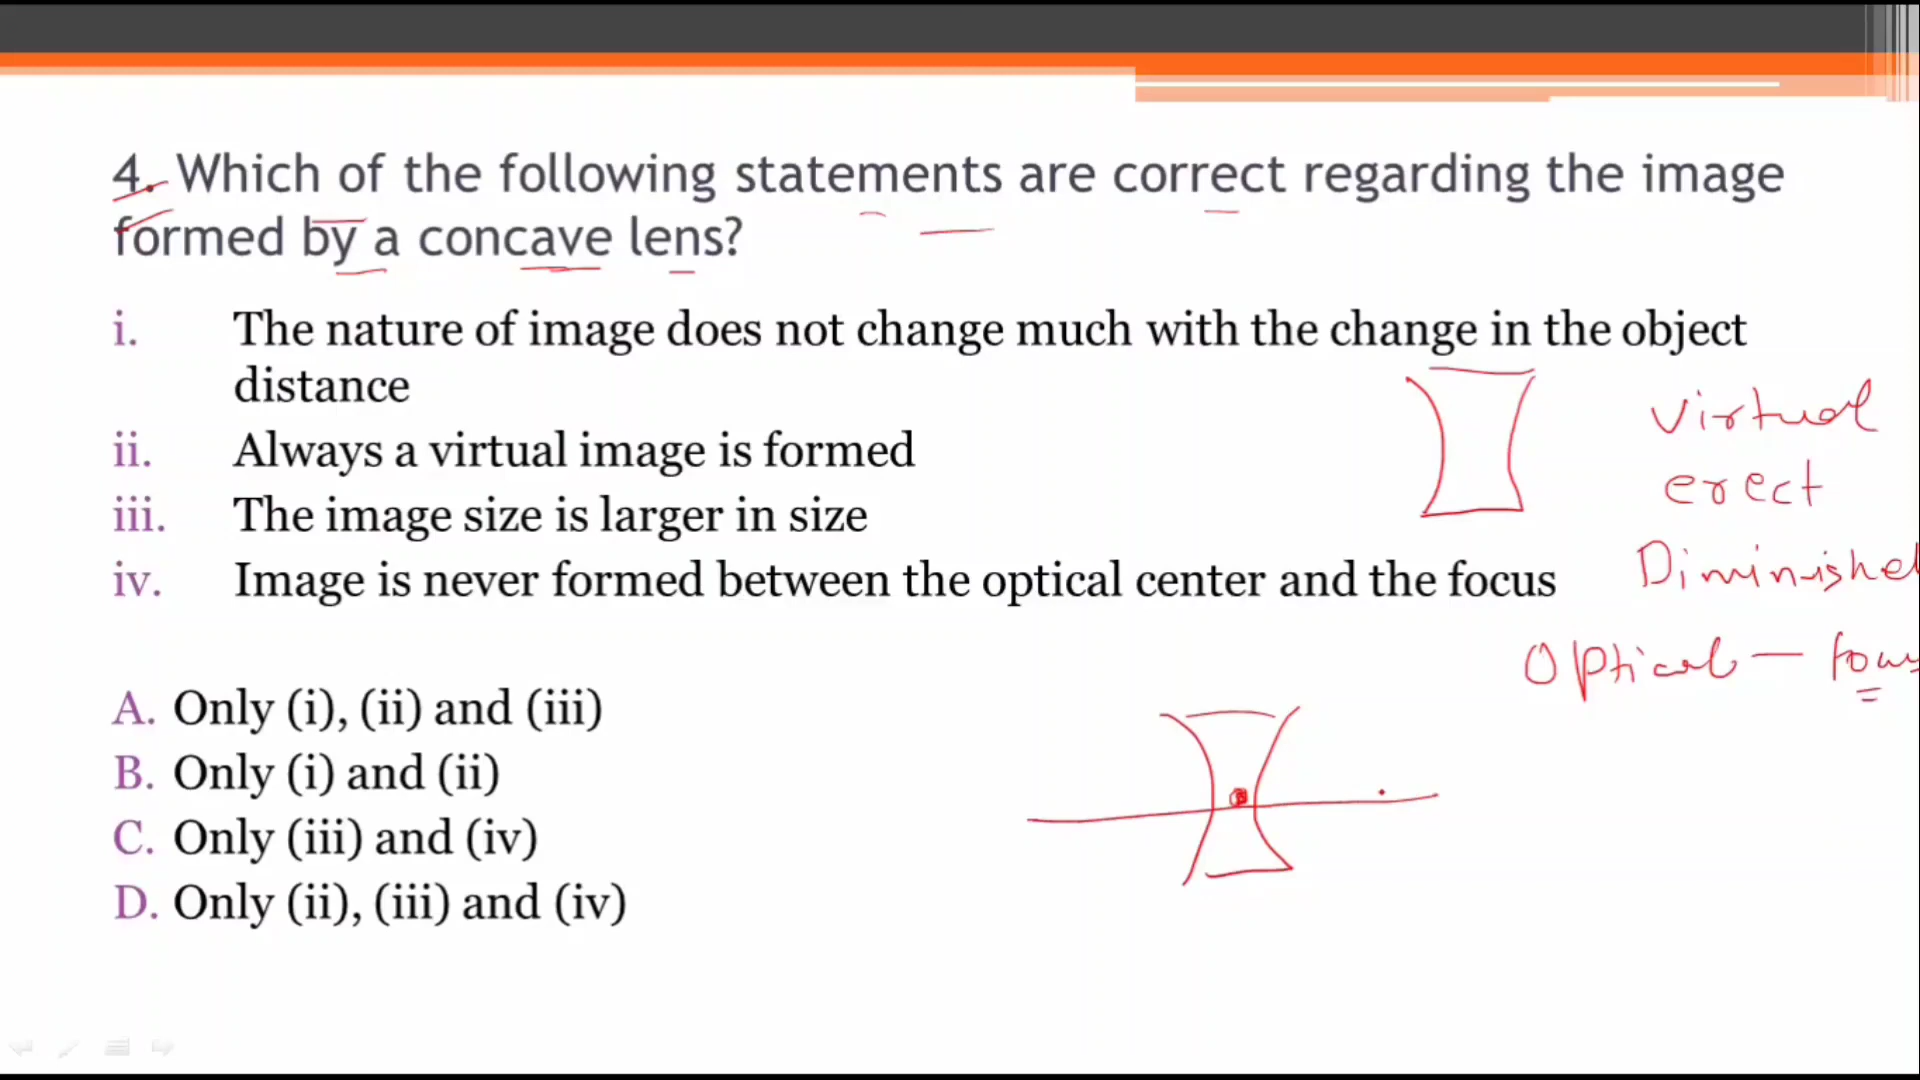 4. Which of the following statements are correct regarding the image
formed by a concave lens?
i. The nature of image does not change much with the change in the object
distance
ii. Always a virtual image is formed
iii. The image size is larger in size
iv. Image is never formed between the optical center and the focus
A. Only (i), (ii) and (iii)
B. Only (i) and (ii)
C. Only (iii) and (iv)
D. Only (ii), (iii) and (iv)
Virtual
erect
Diminished
Optical — focus